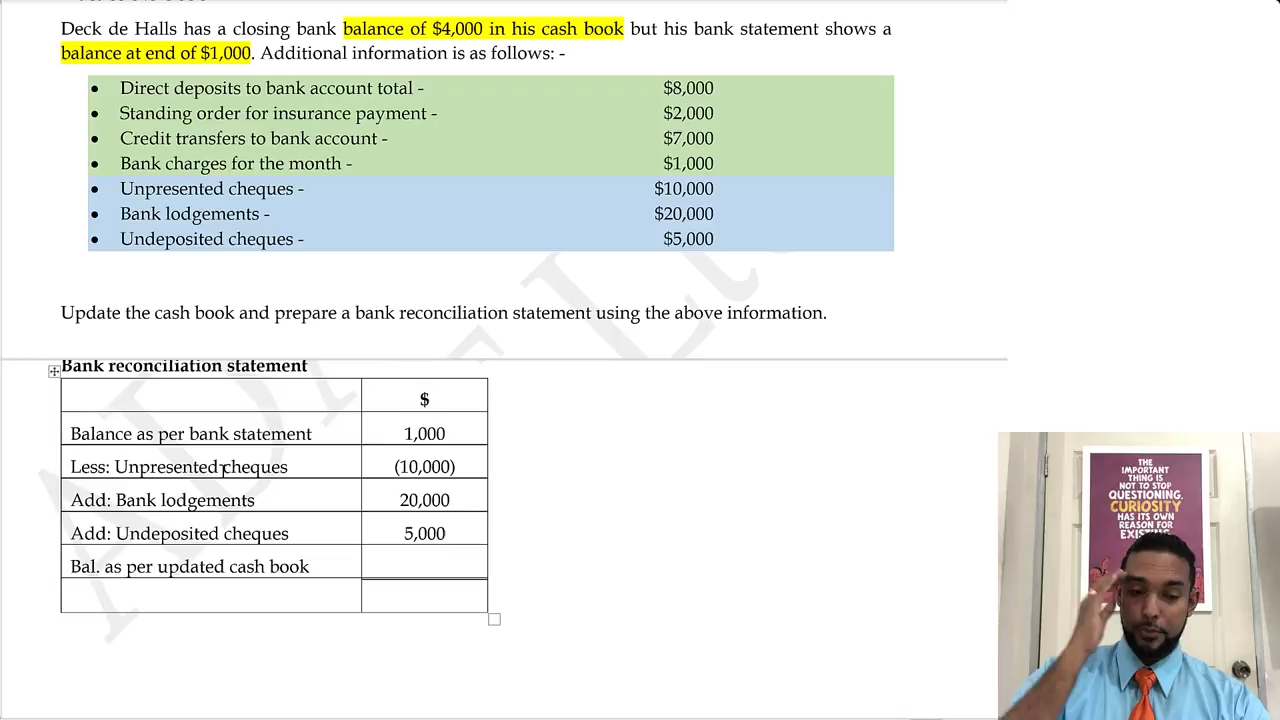 Deck de Halls has a closing bank balance of $4,000 in his cash book but his bank statement shows a
balance at end of $1,000. Additional information is as follows: -
• Direct deposits to bank account total - $8,000
• Standing order for insurance payment - $2,000
• Credit transfers to bank account - $7,000
• Bank charges for the month - $1,000
• Unpresented cheques - $10,000
• Bank lodgements - $20,000
• Undeposited cheques - $5,000
Update the cash book and prepare a bank reconciliation statement using the above information.
Bank reconciliation statement
$
Balance as per bank statement 1,000
Less: Unpresented cheques (10,000)
Add: Bank lodgements 20,000
Add: Undeposited cheques 5,000
Bal. as per updated cash book
THE
IMPORTANT
THING IS
NOT TO STOP
QUESTIONING.
CURIOSITY
HAS ITS OWN
REASON FOR